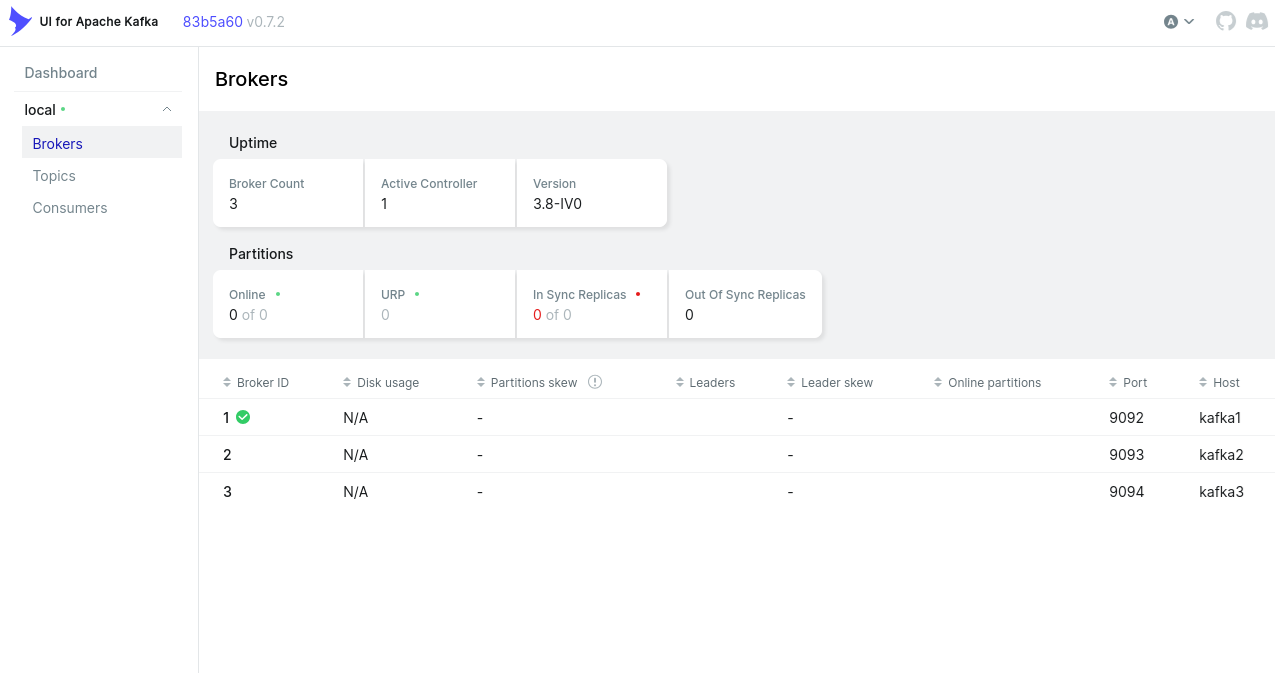 UI for Apache Kafka 83b5a60 v0.7.2 A
Dashboard
local
Brokers
Topics
Consumers
Brokers
Uptime
Broker Count Active Controller Version
3 1 3.8-IV0
Partitions
Online URP In Sync Replicas Out Of Sync Replicas
0 of 0 0 0 of 0 0
Broker ID Disk usage Partitions skew Leaders Leader skew Online partitions Port Host
1 N/A - - 9092 kafka1
2 N/A - - 9093 kafka2
3 N/A - - 9094 kafka3